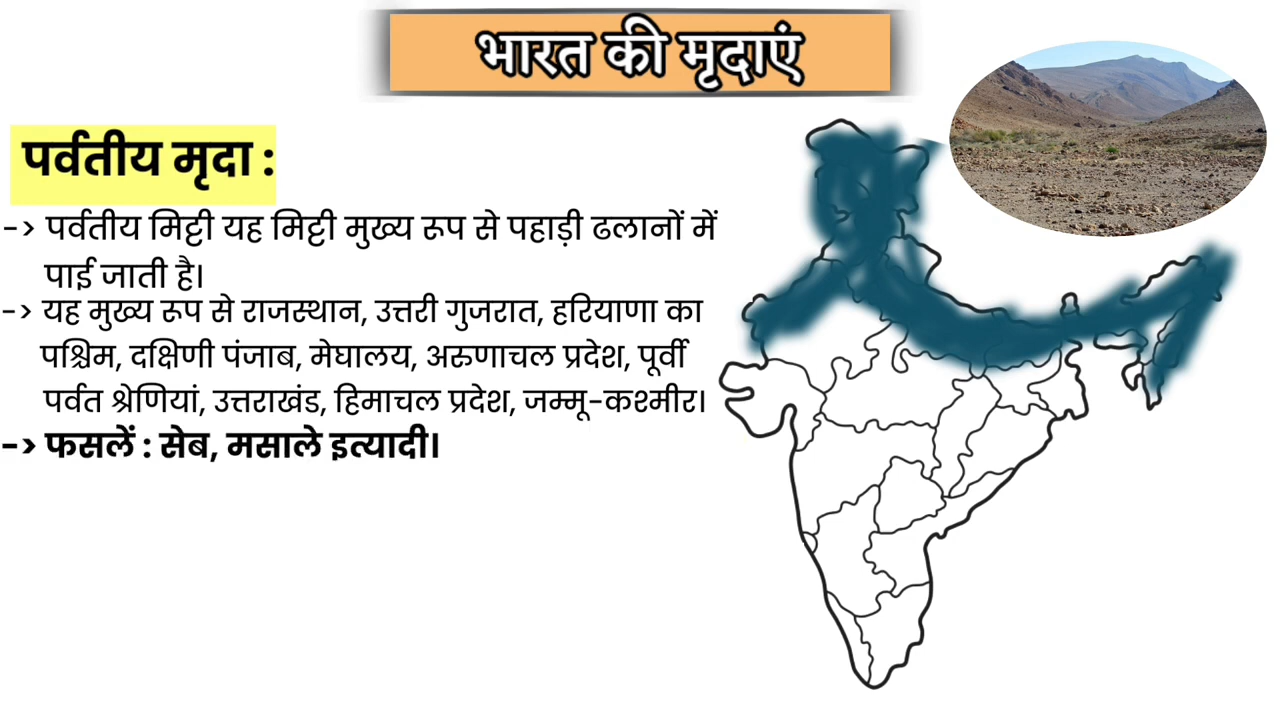 भारत की मृदाएं
पर्वतीय मृदा :
-> पर्वतीय मिट्टी यह मिट्टी मुख्य रूप से पहाड़ी ढलानों में
पाई जाती है।
-> यह मुख्य रूप से राजस्थान, उत्तरी गुजरात, हरियाणा का
पश्चिम, दक्षिणी पंजाब, मेघालय, अरुणाचल प्रदेश, पूर्वी
पर्वत श्रेणियां, उत्तराखंड, हिमाचल प्रदेश, जम्मू-कश्मीर।
-> फसलें : सेब, मसाले इत्यादी।